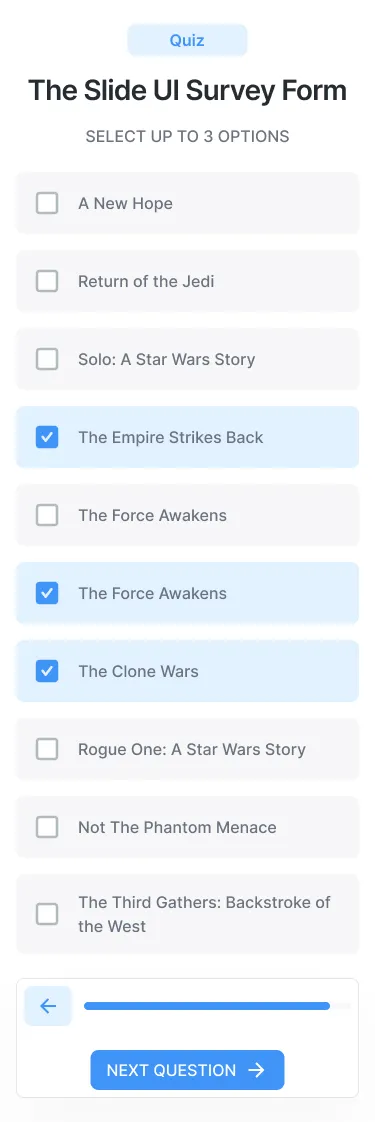 Quiz
The Slide UI Survey Form
SELECT UP TO 3 OPTIONS
A New Hope
Return of the Jedi
Solo: A Star Wars Story
The Empire Strikes Back
The Force Awakens
The Force Awakens
The Clone Wars
Rogue One: A Star Wars Story
Not The Phantom Menace
The Third Gathers: Backstroke of
the West
NEXT QUESTION